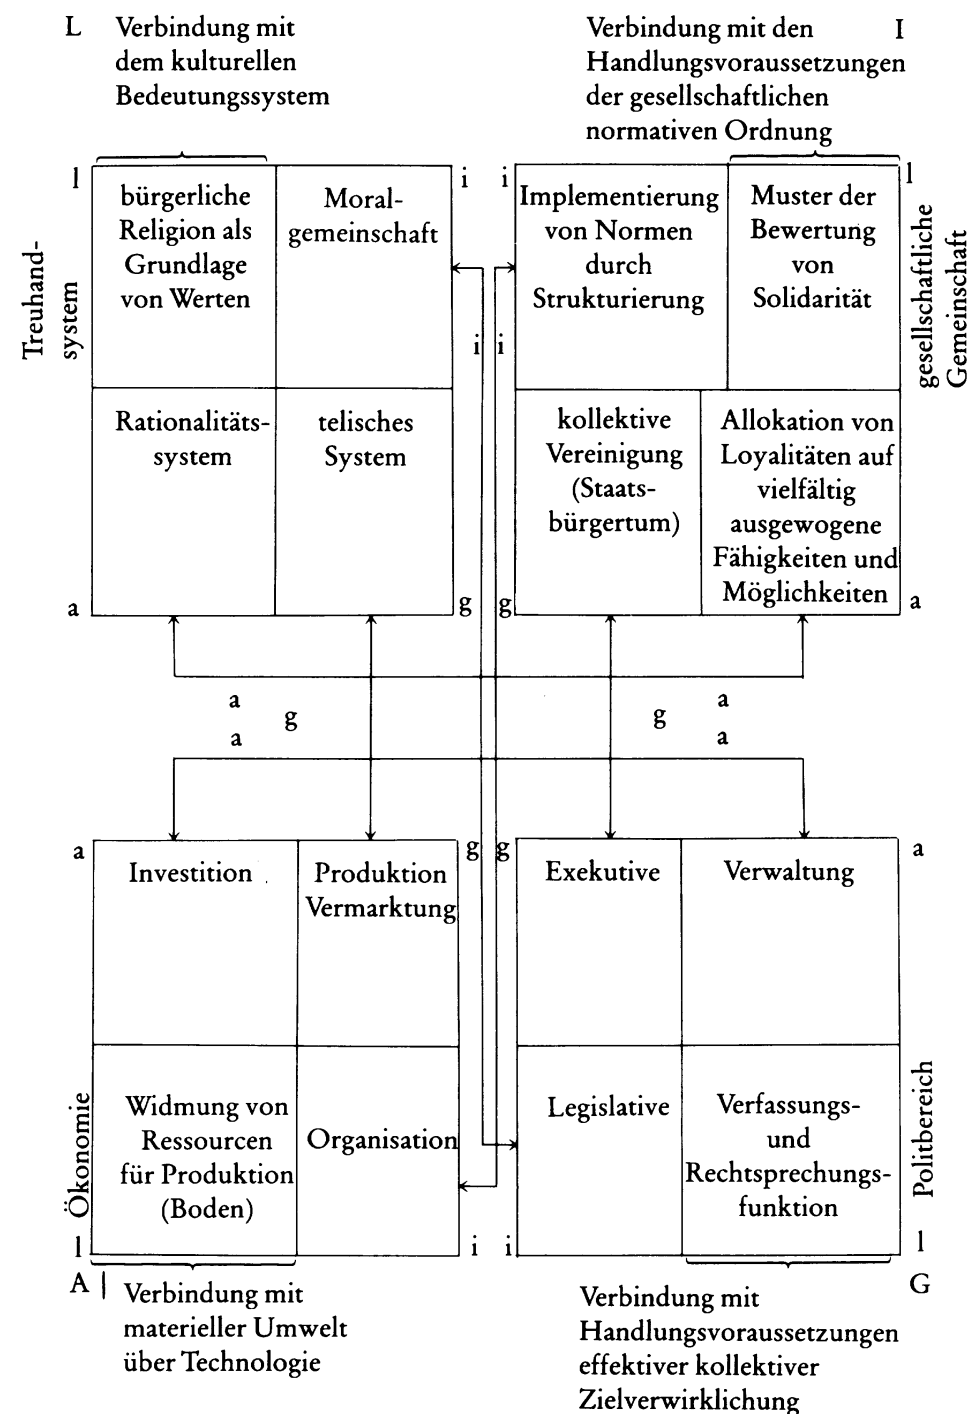 L
Verbindung mit
dem kulturellen
Bedeutungssystem
Verbindung mit den
Handlungsvoraussetzungen
der gesellschaftlichen
normativen Ordnung
I
l
bürgerliche
Religion als
Grundlage
von Werten
Moral-
gemeinschaft
i
i
Implementierung
von Normen
durch
Strukturierung
Muster der
Bewertung
von
Solidarität
l
Treuhand-
system
gesellschaftliche
Gemeinschaft
i
i
Rationalitäts-
system
telisches
System
kollektive
Vereinigung
(Staats-
bürgertum)
Allokation von
Loyalitäten auf
vielfältig
ausgewogene
Fähigkeiten und
Möglichkeiten
a
g
g
a
a
g
a
a
g
a
a
Investition
Produktion
Vermarktung
g
g
Exekutive
Verwaltung
a
Ökonomie
Widmung von
Ressourcen
für Produktion
(Boden)
Organisation
Legislative
Verfassungs-
und
Rechtsprechungs-
funktion
Politbereich
l
i
i
l
A
Verbindung mit
materieller Umwelt
über Technologie
Verbindung mit
Handlungsvoraussetzungen
effektiver kollektiver
Zielverwirklichung
G